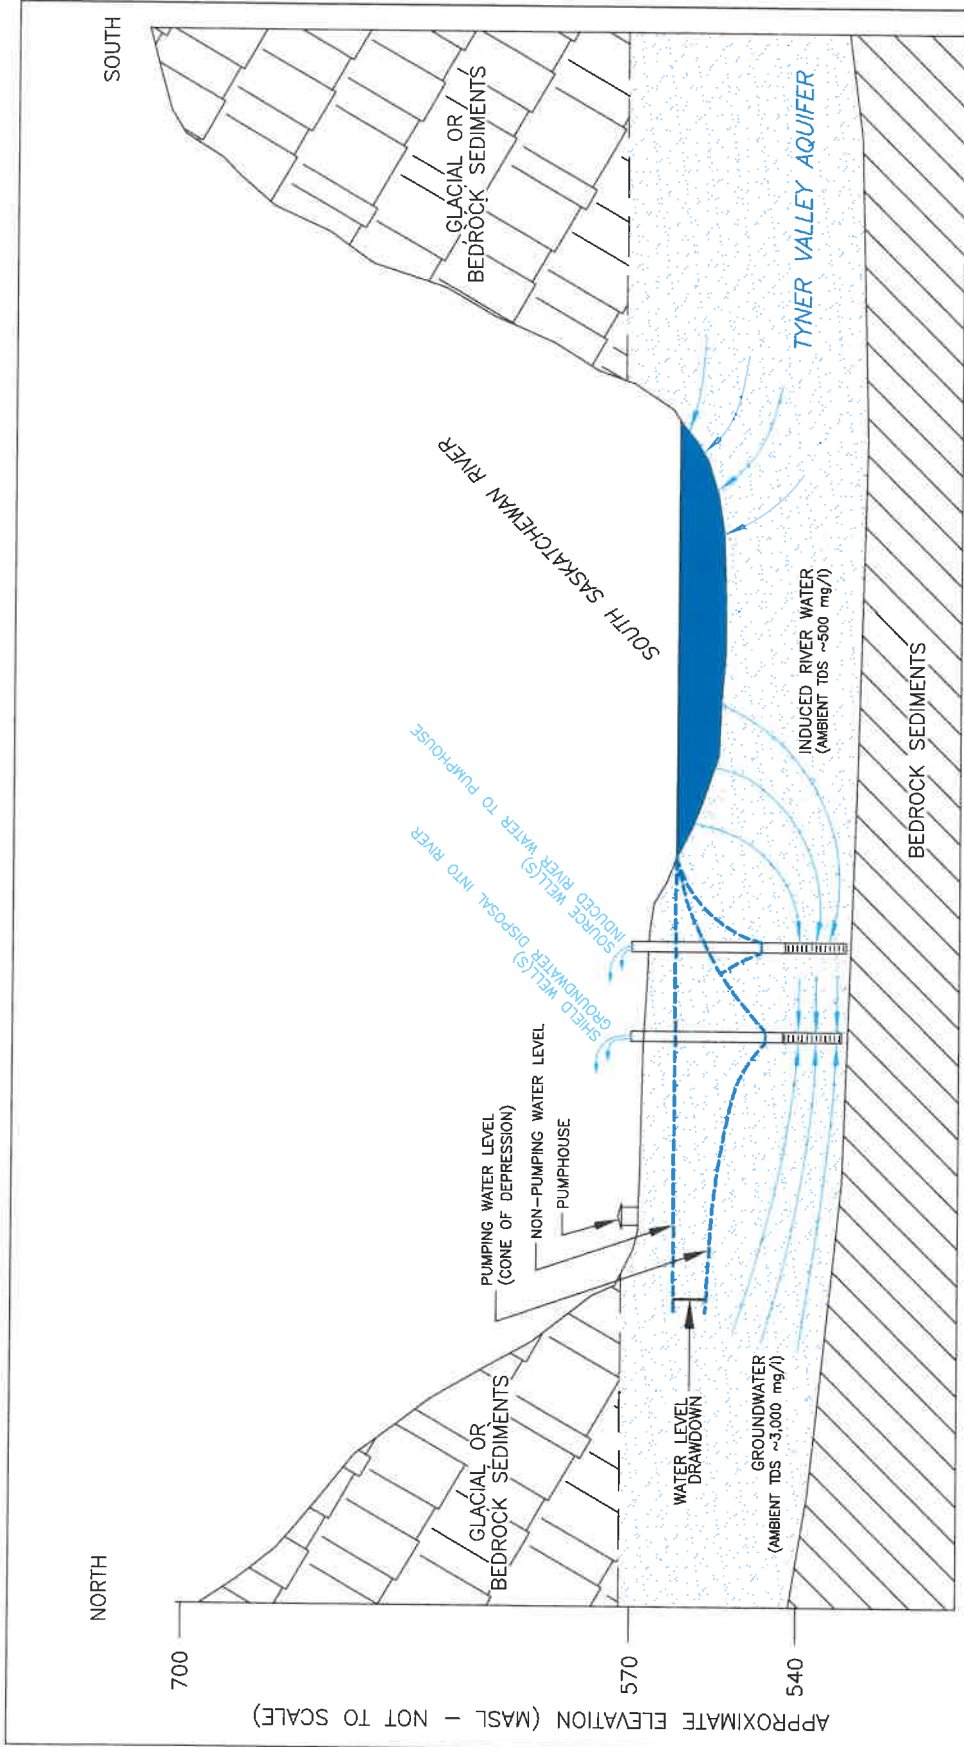 NORTH
SOUTH
700
570
540
APPROXIMATE ELEVATION (MASL – NOT TO SCALE)
GLACIAL OR
BEDROCK SEDIMENTS
PUMPING WATER LEVEL
(CONE OF DEPRESSION)
NON-PUMPING WATER LEVEL
PUMPHOUSE
SHIELD WELL(S)
GROUNDWATER DISPOSAL INTO RIVER
SOURCE WELL(S)
INDUCED RIVER WATER TO PUMPHOUSE
SOUTH SASKATCHEWAN RIVER
GLACIAL OR
BEDROCK SEDIMENTS
WATER LEVEL
DRAWDOWN
GROUNDWATER
(AMBIENT TDS ~3,000 mg/l)
INDUCED RIVER WATER
(AMBIENT TDS ~500 mg/l)
TYNER VALLEY AQUIFER
BEDROCK SEDIMENTS